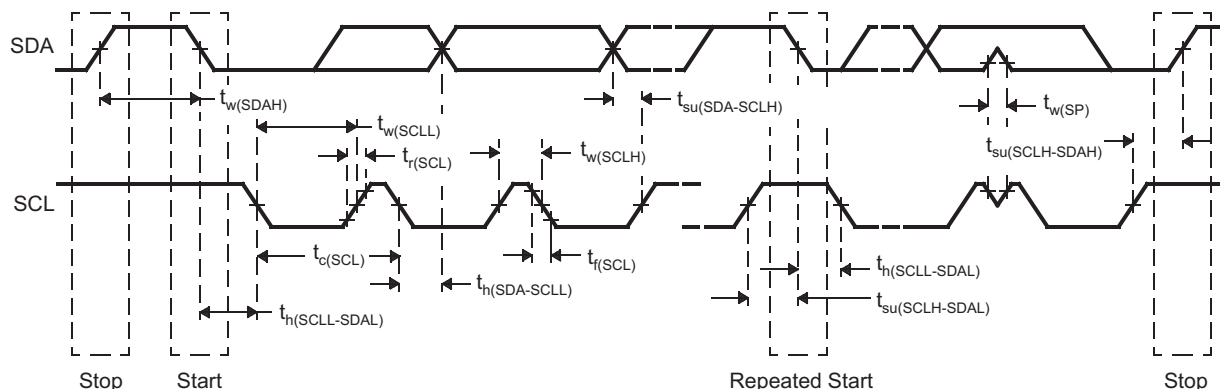 SDA
t_w(SDAH)
t_w(SCLL)
t_r(SCL)
t_w(SCLH)
t_su(SDA-SCLH)
t_w(SP)
t_su(SCLH-SDAH)
SCL
t_c(SCL)
t_h(SDA-SCLL)
t_f(SCL)
t_h(SCLL-SDAL)
t_h(SCLL-SDAL)
t_su(SCLH-SDAL)
Stop
Start
Repeated Start
Stop